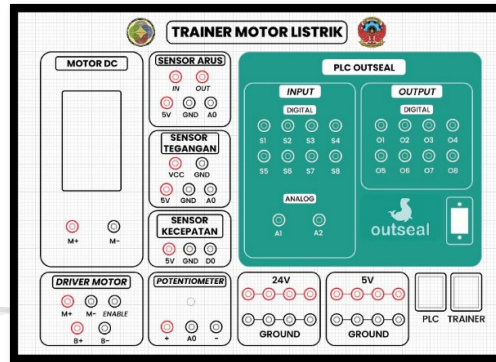 TRAINER MOTOR LISTRIK
MOTOR DC
M+ M-
SENSOR ARUS
IN OUT
5V GND A0
SENSOR
TEGANGAN
VCC GND
5V GND A0
SENSOR
KECEPATAN
5V GND D0
PLC OUTSEAL
INPUT
DIGITAL
S1 S2 S3 S4
S5 S6 S7 S8
ANALOG
A1 A2
OUTPUT
DIGITAL
O1 O2 O3 O4
O5 O6 O7 O8
outseal
DRIVER MOTOR
M+ M- ENABLE
B+ B-
POTENTIOMETER
+ A0 -
24V
GROUND
5V
GROUND
PLC TRAINER